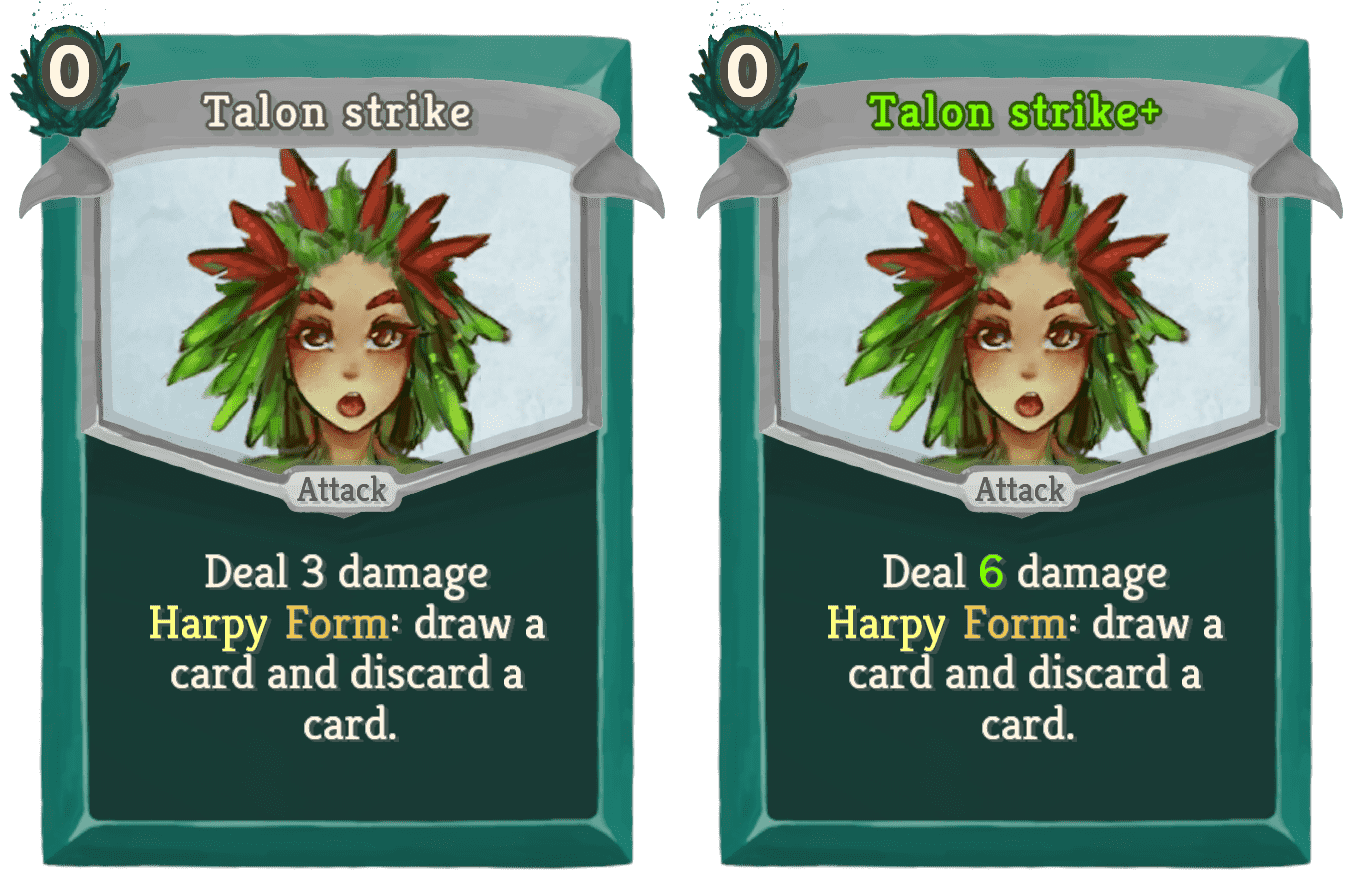 0
Talon strike
Attack
Deal 3 damage
Harpy Form: draw a
card and discard a
card.
0
Talon strike+
Attack
Deal 6 damage
Harpy Form: draw a
card and discard a
card.